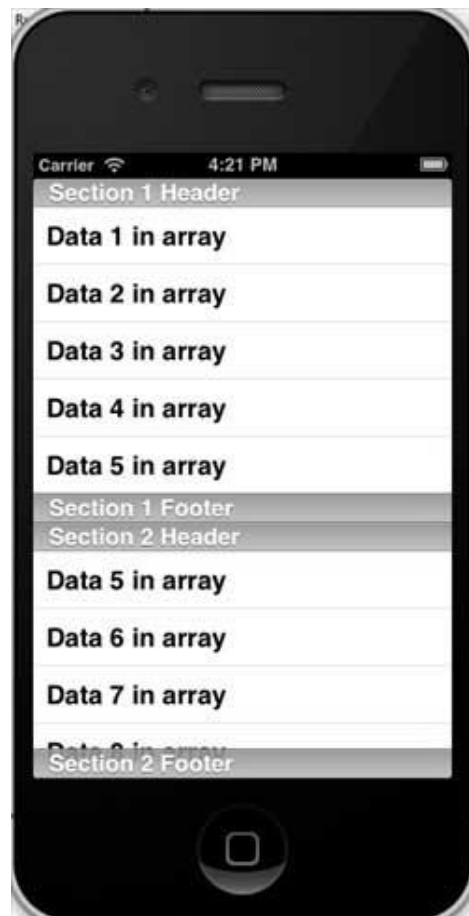 Carrier 4:21 PM
Section 1 Header
Data 1 in array
Data 2 in array
Data 3 in array
Data 4 in array
Data 5 in array
Section 1 Footer
Section 2 Header
Data 5 in array
Data 6 in array
Data 7 in array
Section 2 Footer